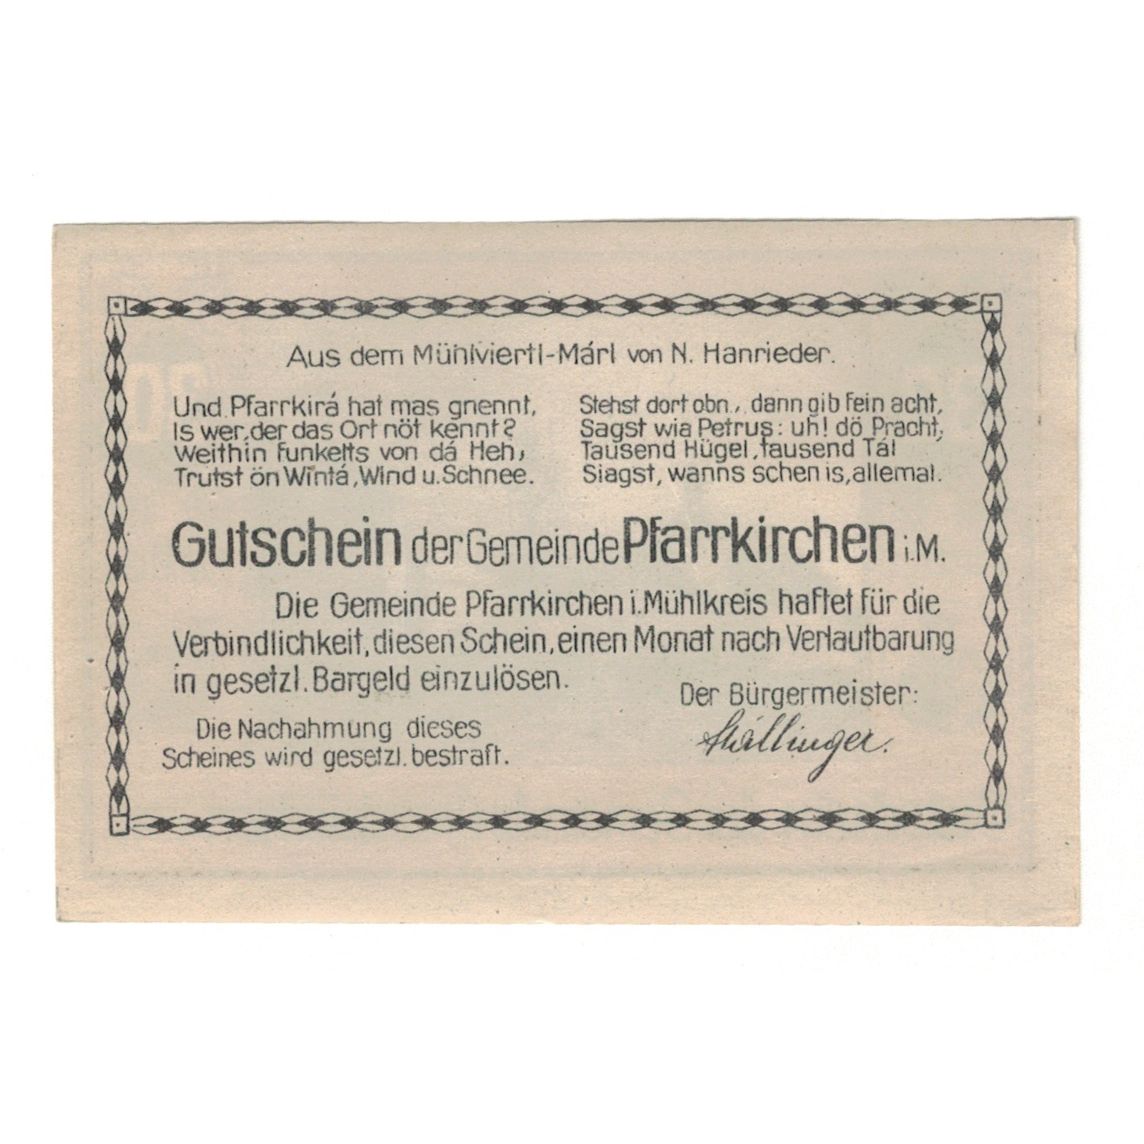 Aus dem Mühlviertl-Márl von N. Hanrieder.
Und Pfarrkirá hat mas gnennt,
Is wer, der das Ort nöt kennt?
Weithin funkelts von dá Heh,
Trutst ön Wintá, Wind u. Schnee.
Stehst dort obn, dann gib fein acht,
Sagst wia Petrus: uh! dö Pracht,
Tausend Hügel, tausend Tál
Siagst, wanns schen is, allemal.
Gutschein der Gemeinde Pfarrkirchen i.M.
Die Gemeinde Pfarrkirchen i. Mühlkreis haftet für die
Verbindlichkeit, diesen Schein, einen Monat nach Verlautbarung
in gesetzl. Bargeld einzulösen.
Der Bürgermeister:
Die Nachahmung dieses
Scheines wird gesetzl. bestraft.